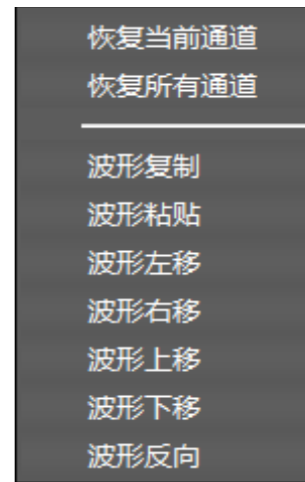 恢复当前通道
恢复所有通道
波形复制
波形粘贴
波形左移
波形右移
波形上移
波形下移
波形反向